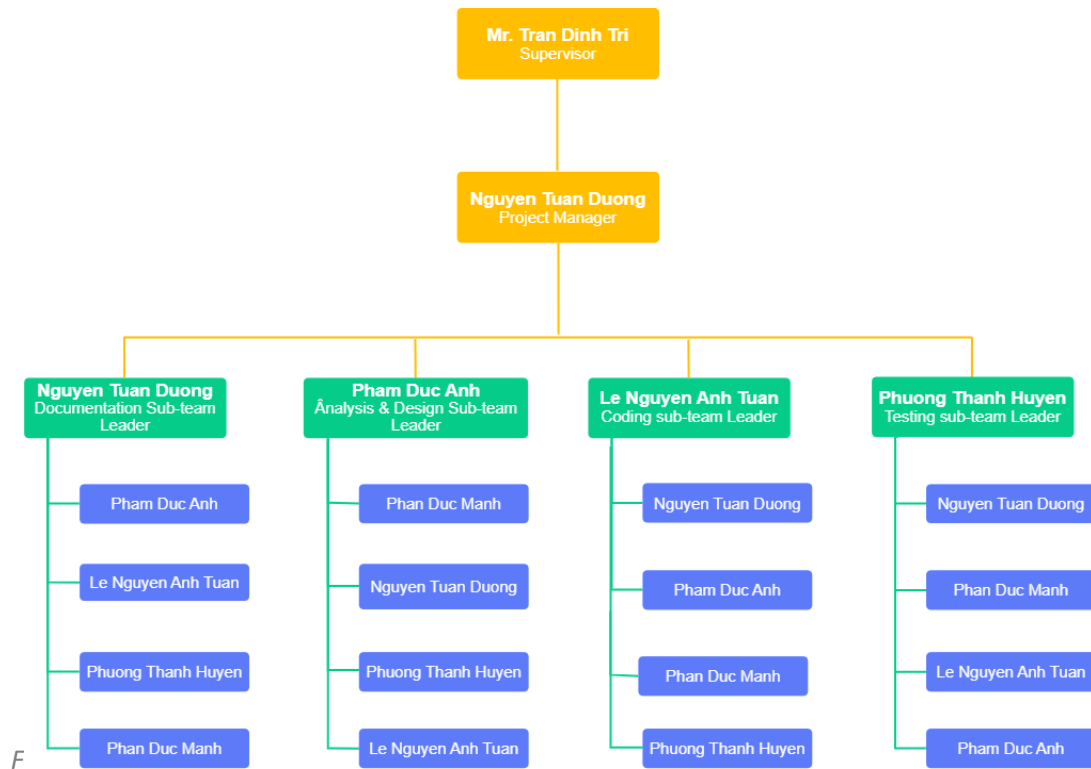 Mr. Tran Dinh Tri
Supervisor
Nguyen Tuan Duong
Project Manager
Nguyen Tuan Duong
Documentation Sub-team
Leader
Pham Duc Anh
Le Nguyen Anh Tuan
Phuong Thanh Huyen
Phan Duc Manh
Pham Duc Anh
Ânalysis & Design Sub-team
Leader
Phan Duc Manh
Nguyen Tuan Duong
Phuong Thanh Huyen
Le Nguyen Anh Tuan
Le Nguyen Anh Tuan
Coding sub-team Leader
Nguyen Tuan Duong
Pham Duc Anh
Phan Duc Manh
Phuong Thanh Huyen
Phuong Thanh Huyen
Testing sub-team Leader
Nguyen Tuan Duong
Phan Duc Manh
Le Nguyen Anh Tuan
Pham Duc Anh
F